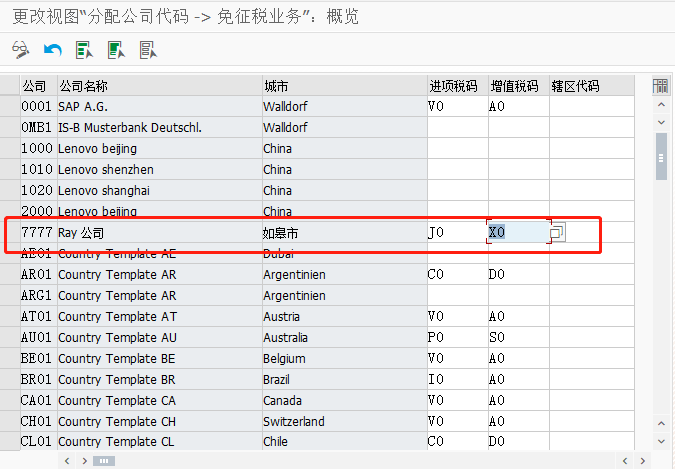 更改视图“分配公司代码 -> 免征税业务”：概览
公司 公司名称 城市 进项税码 增值税码 辖区代码
0001 SAP A.G. Walldorf V0 A0
0MB1 IS-B Musterbank Deutschl. Walldorf
1000 Lenovo beijing China
1010 Lenovo shenzhen China
1020 Lenovo shanghai China
2000 Lenovo beijing China
7777 Ray 公司 如皋市 J0 X0
AE01 Country Template AE Dubai
AR01 Country Template AR Argentinien C0 D0
ARG1 Country Template AR Argentinien
AT01 Country Template AT Austria V0 A0
AU01 Country Template AU Australia P0 S0
BE01 Country Template BE Belgium V0 A0
BR01 Country Template BR Brazil I0 A0
CA01 Country Template CA Canada V0 A0
CH01 Country Template CH Switzerland V0 A0
CL01 Country Template CL Chile C0 D0